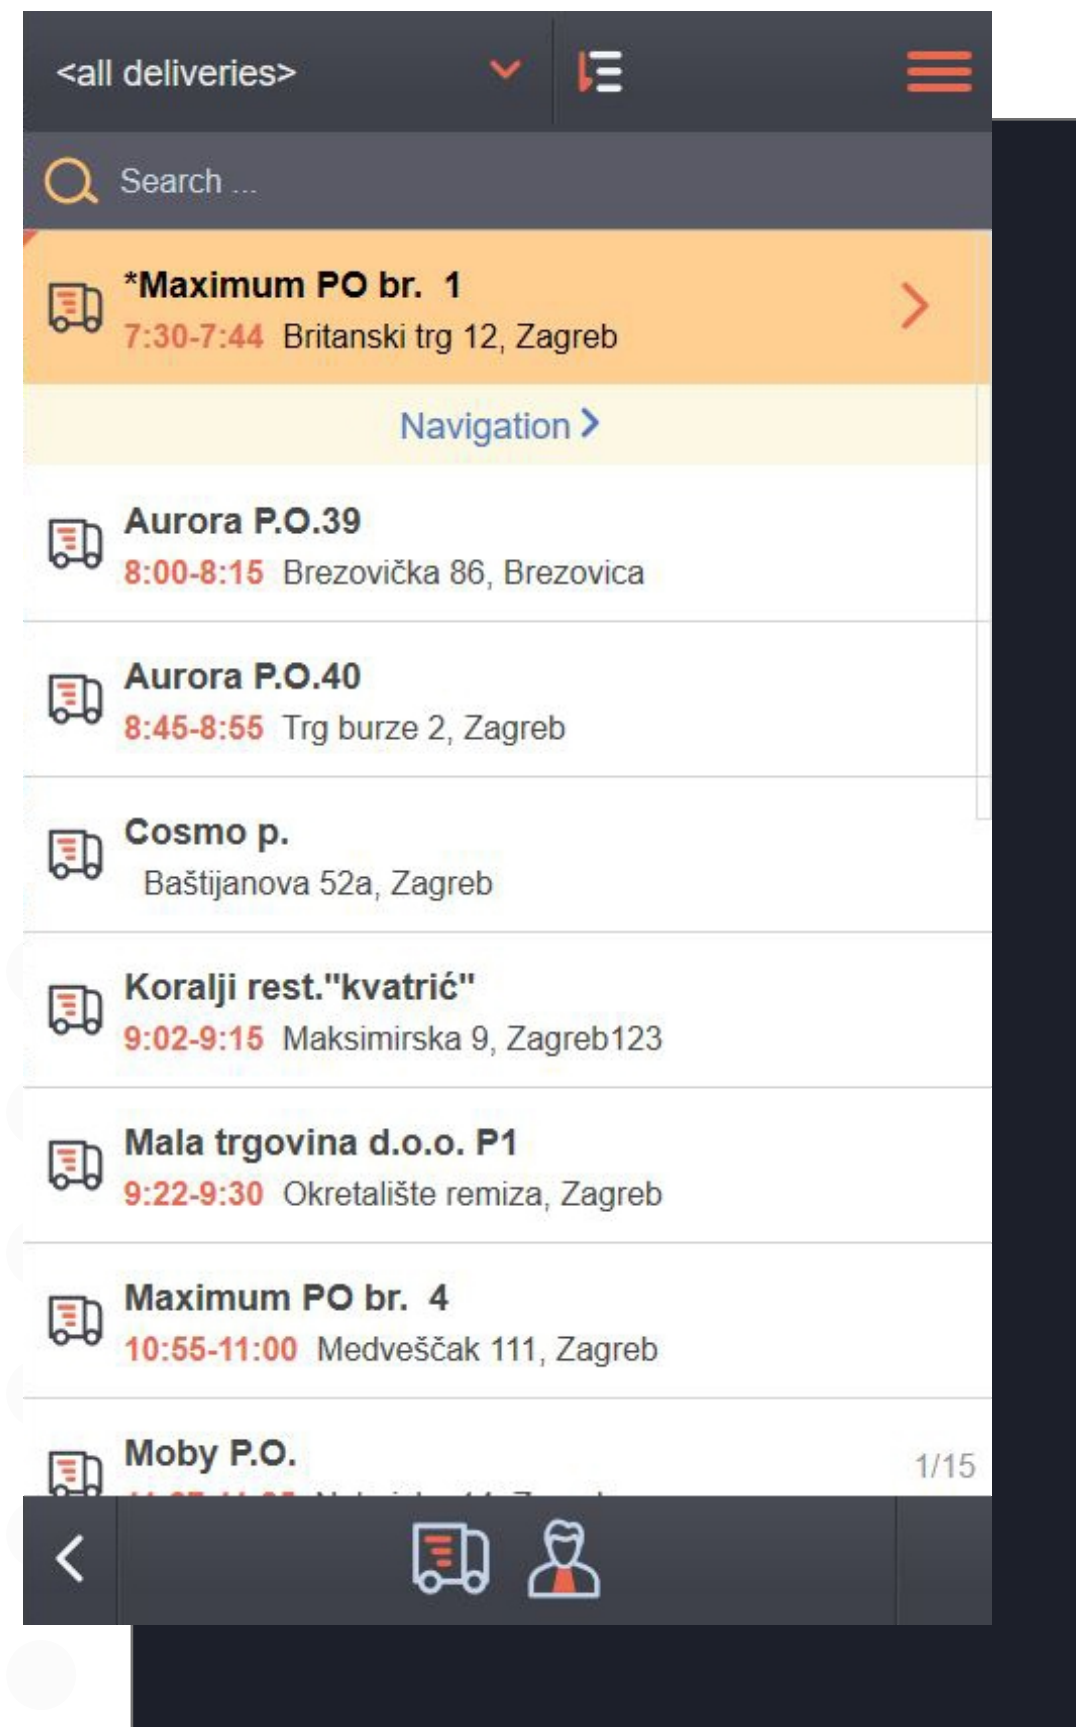 <all deliveries>
Search ...
*Maximum PO br.  1
7:30-7:44  Britanski trg 12, Zagreb
Navigation
Aurora P.O.39
8:00-8:15  Brezovička 86, Brezovica
Aurora P.O.40
8:45-8:55  Trg burze 2, Zagreb
Cosmo p.
Baštijanova 52a, Zagreb
Koralji rest."kvatrić"
9:02-9:15  Maksimirska 9, Zagreb123
Mala trgovina d.o.o. P1
9:22-9:30  Okretalište remiza, Zagreb
Maximum PO br.  4
10:55-11:00  Medveščak 111, Zagreb
Moby P.O.
1/15